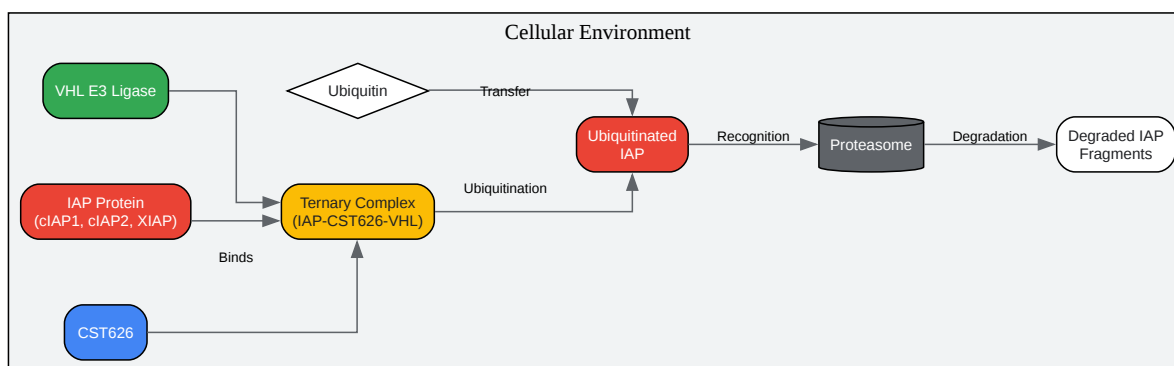 Cellular Environment
VHL E3 Ligase
Ubiquitin
Transfer
Ubiquitinated
IAP
Recognition
Proteasome
Degradation
Degraded IAP
Fragments
IAP Protein
(cIAP1, cIAP2, XIAP)
Binds
Ternary Complex
(IAP-CST626-VHL)
Ubiquitination
CST626